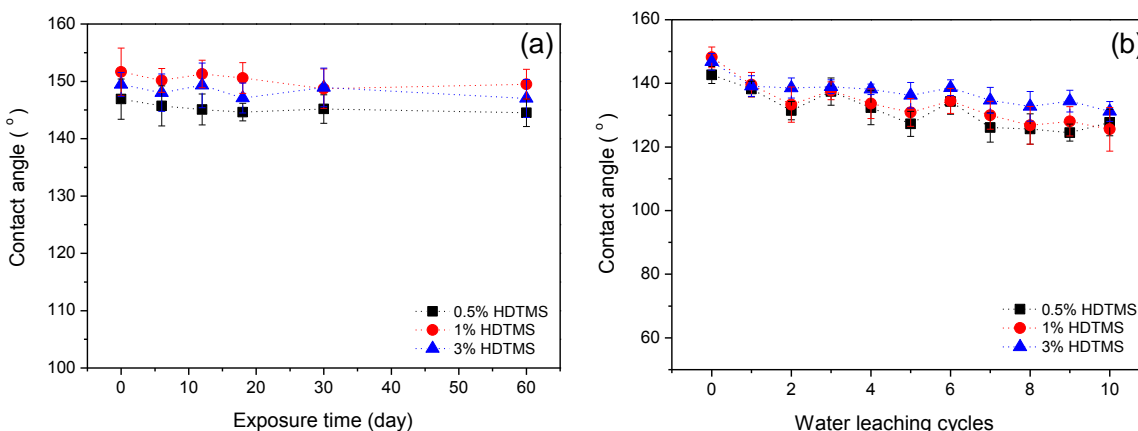 (a)
160
150
140
130
120
110
100
Contact angle ( ° )
0 10 20 30 40 50 60
Exposure time (day)
0.5% HDTMS
1% HDTMS
3% HDTMS
(b)
160
140
120
100
80
60
Contact angle ( ° )
0 2 4 6 8 10
Water leaching cycles
0.5% HDTMS
1% HDTMS
3% HDTMS